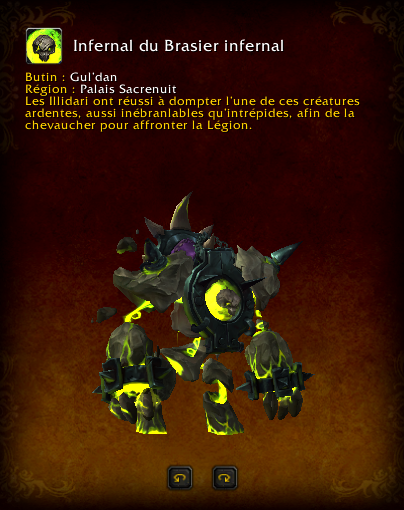 Infernal du Brasier infernal
Butin : Gul'dan
Région : Palais Sacrenuit
Les Illidari ont réussi à dompter l'une de ces créatures
ardentes, aussi inébranlables qu'intrépides, afin de la
chevaucher pour affronter la Légion.